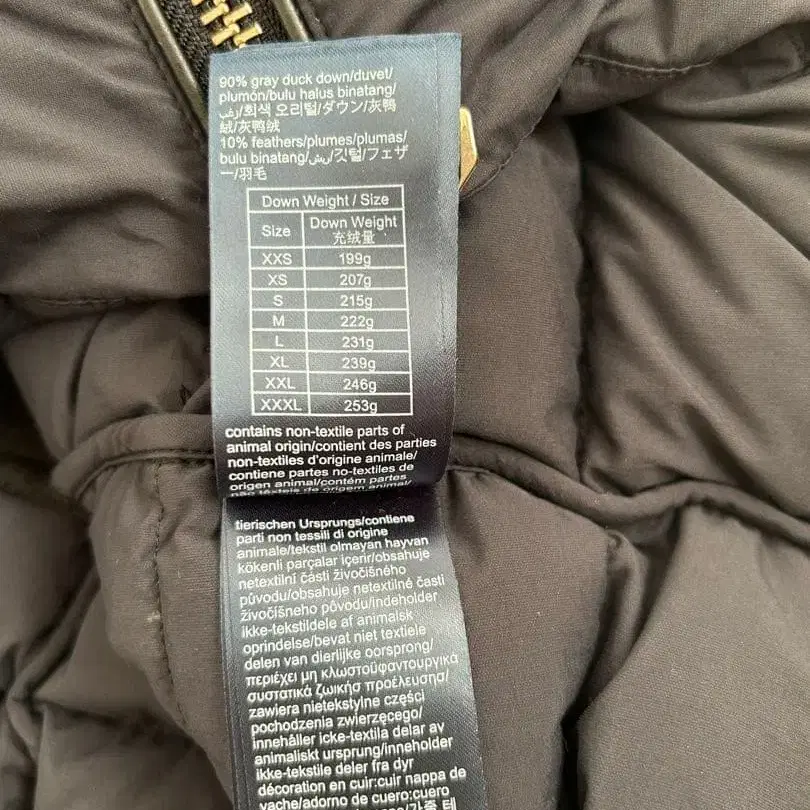 90% gray duck down/duvet/
plumón/bulu halus binatang/
زغب/회색 오리털/ダウン/灰鴨
絨/灰鸭绒
10% feathers/plumes/plumas/
bulu binatang/ريش/깃털/フェザ
ー/羽毛
Down Weight / Size
Size Down Weight
充绒量
XXS 199g
XS 207g
S 215g
M 222g
L 231g
XL 239g
XXL 246g
XXXL 253g
contains non-textile parts of
animal origin/contient des parties
non-textiles d'origine animale/
contiene partes no-textiles de
origen animal/contém partes
não têxteis de origem animal/
tierischen Ursprungs/contiene
parti non tessili di origine
animale/tekstil olmayan hayvan
kökenli parçalar içerir/obsahuje
netextilní části živočišného
původu/obsahuje netextilné časti
živočíšneho pôvodu/indeholder
ikke-tekstildele af animalsk
oprindelse/bevat niet textiele
delen van dierlijke oorsprong/
περιέχει μη κλωστοϋφαντουργικά
συστατικά ζωικής προέλευσης/
zawiera nietekstylne części
pochodzenia zwierzęcego/
innehåller icke-textila delar av
animaliskt ursprung/inneholder
ikke-tekstile deler fra dyr
décoration en cuir:cuir nappa de
vache/adorno de cuero:cuero